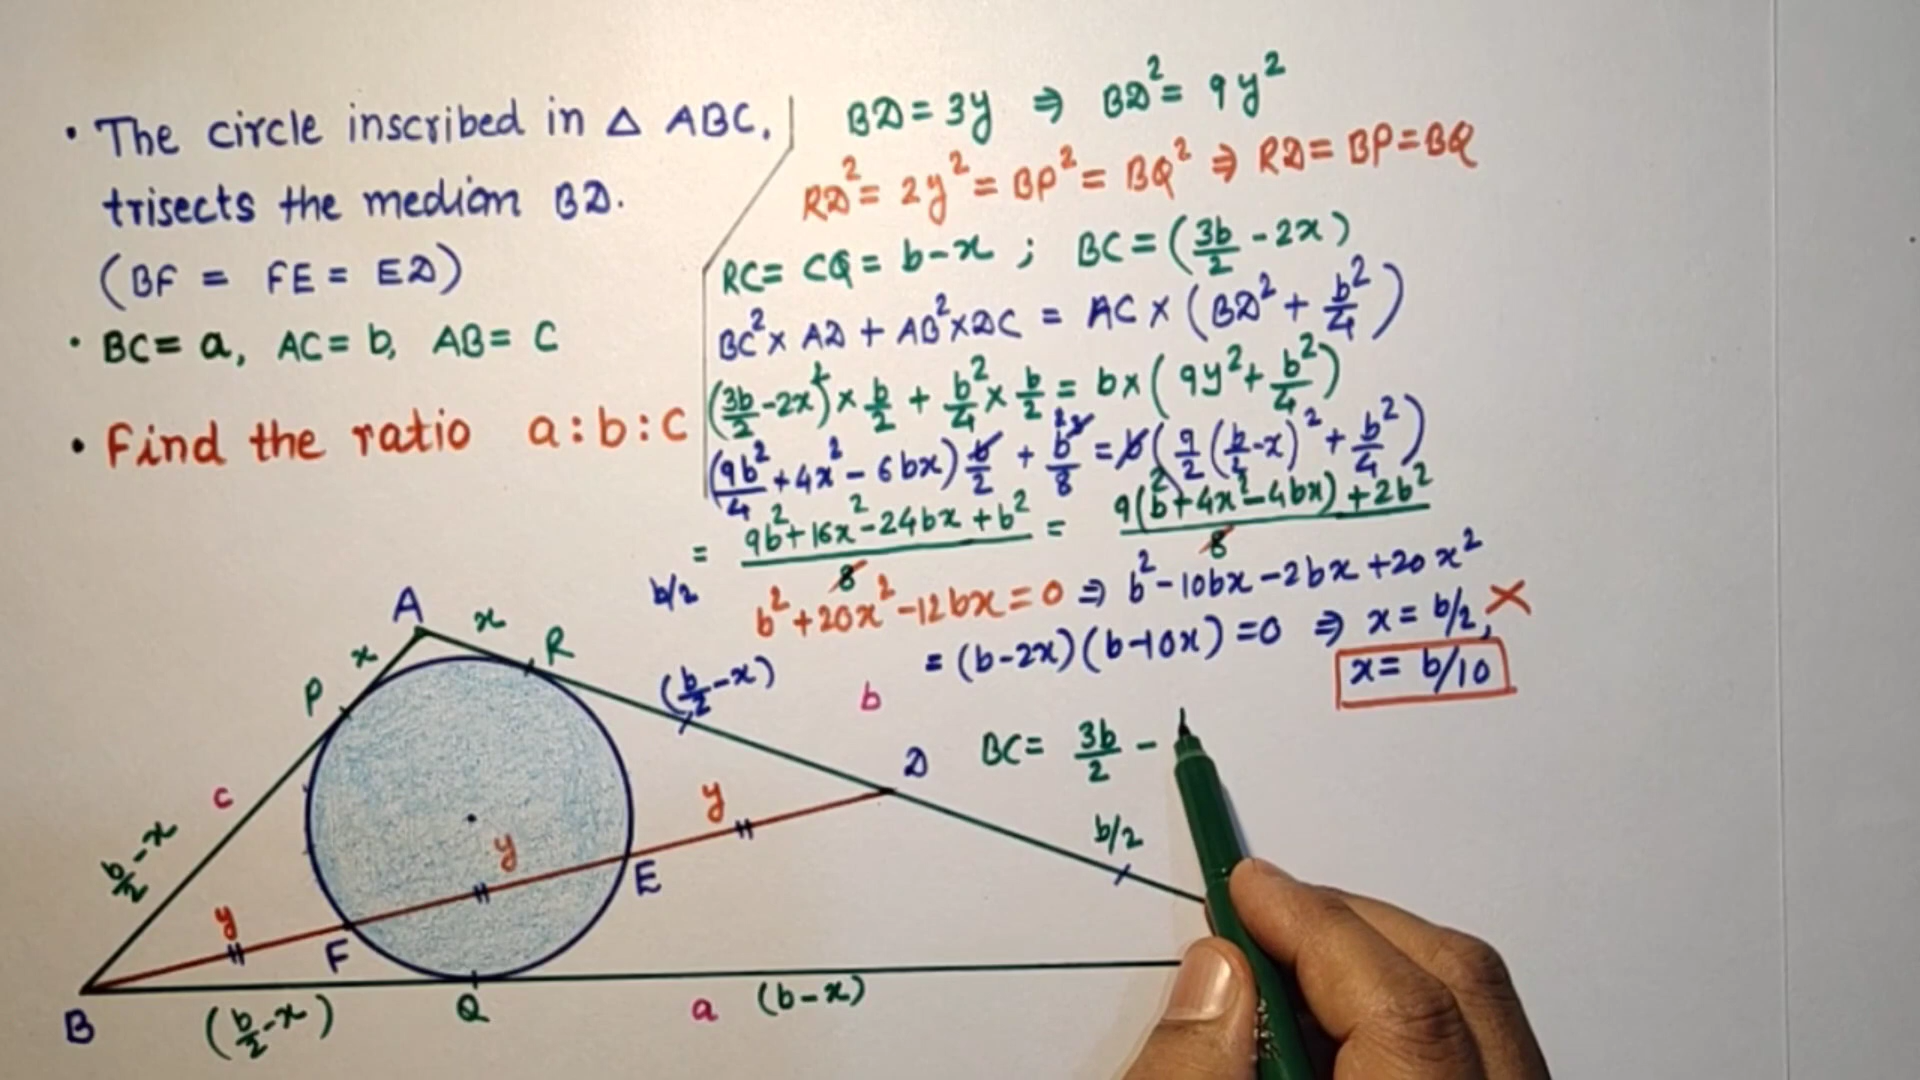 • The circle inscribed in △ ABC,
trisects the median BD.
(BF = FE = ED)
• BC = a, AC = b, AB = c
• Find the ratio a : b : c
BD = 3y ⇒ BD² = 9y²
RD² = 2y² = BP² = BQ² ⇒ RD = BP = BQ
RC = CQ = b-x ; BC = (3b/2 - 2x)
BC² × AD + AB² × DC = AC × (BD² + b²/4)
(3b/2 - 2x)² × b/2 + b²/4 × b/2 = b × (9y² + b²/4)
(9b²/4 + 4x² - 6bx) b/2 + b³/8 = b (9/2 (b/2 - x)² + b²/4)
= 9b² + 16x² - 24bx + b² / 8 = 9(b² + 4x² - 4bx) + 2b² / 8
b² + 20x² - 12bx = 0 ⇒ b² - 10bx - 2bx + 20x²
= (b-2x)(b-10x) = 0 ⇒ x = b/2, ×
x = b/10
BC = 3b/2 -
b/2
A
x
x
R
P
(b/2 - x)
b
D
c
y
b/2
b/2 - x
y
E
y
F
B
(b/2 - x)
Q
a
(b - x)